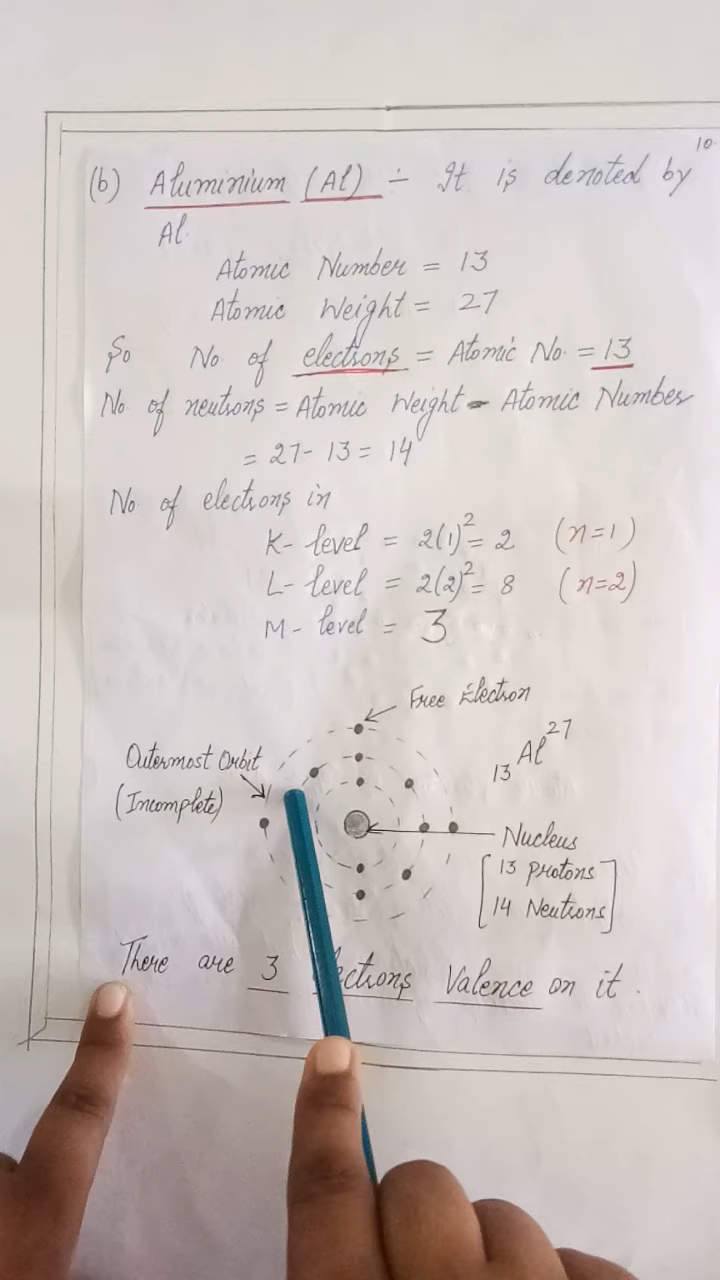 10.
(b) Aluminium (Al) ÷ It is denoted by
Al.
Atomic Number = 13
Atomic Weight = 27
So No. of electrons = Atomic No. = 13
No. of neutrons = Atomic Weight - Atomic Number
= 27 - 13 = 14
No of electrons in
K- level = 2(1)² = 2 (n=1)
L- level = 2(2)² = 8 (n=2)
M- level = 3
Free Electron
Outermost Orbit
(Incomplete)
₁₃Al²⁷
Nucleus
[13 protons
14 Neutrons]
There are 3 Valence on it.